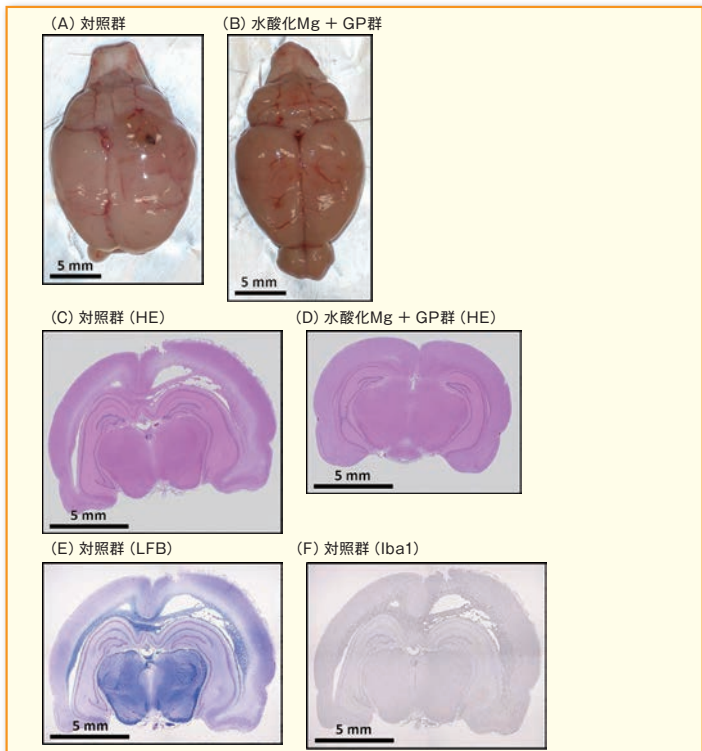 (A) 対照群
(B) 水酸化Mg + GP群
5 mm
5 mm
(C) 対照群 (HE)
(D) 水酸化Mg + GP群 (HE)
5 mm
5 mm
(E) 対照群 (LFB)
(F) 対照群 (Iba1)
5 mm
5 mm